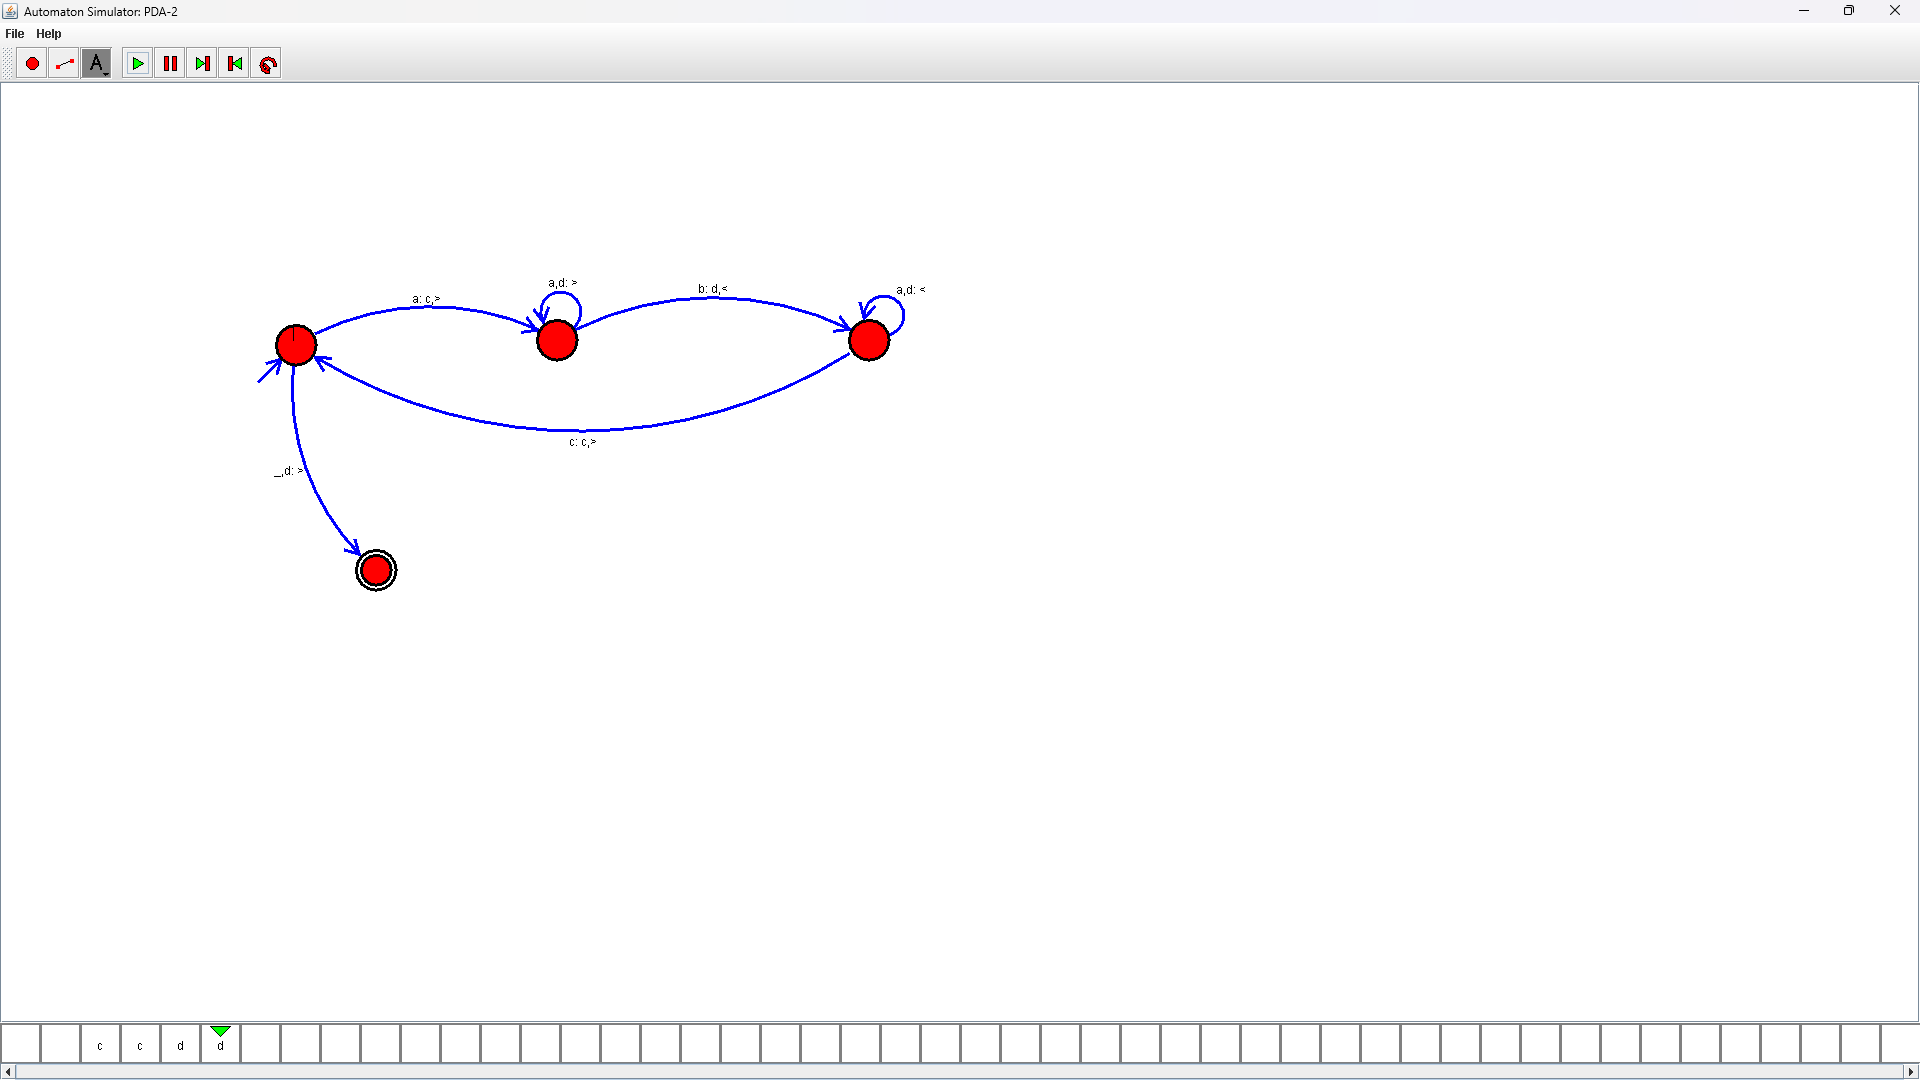 Automaton Simulator: PDA-2
File Help
A
a: c,>
a,d: >
b: d,<
a,d: <
c: c,>
_,d: >
c c d d